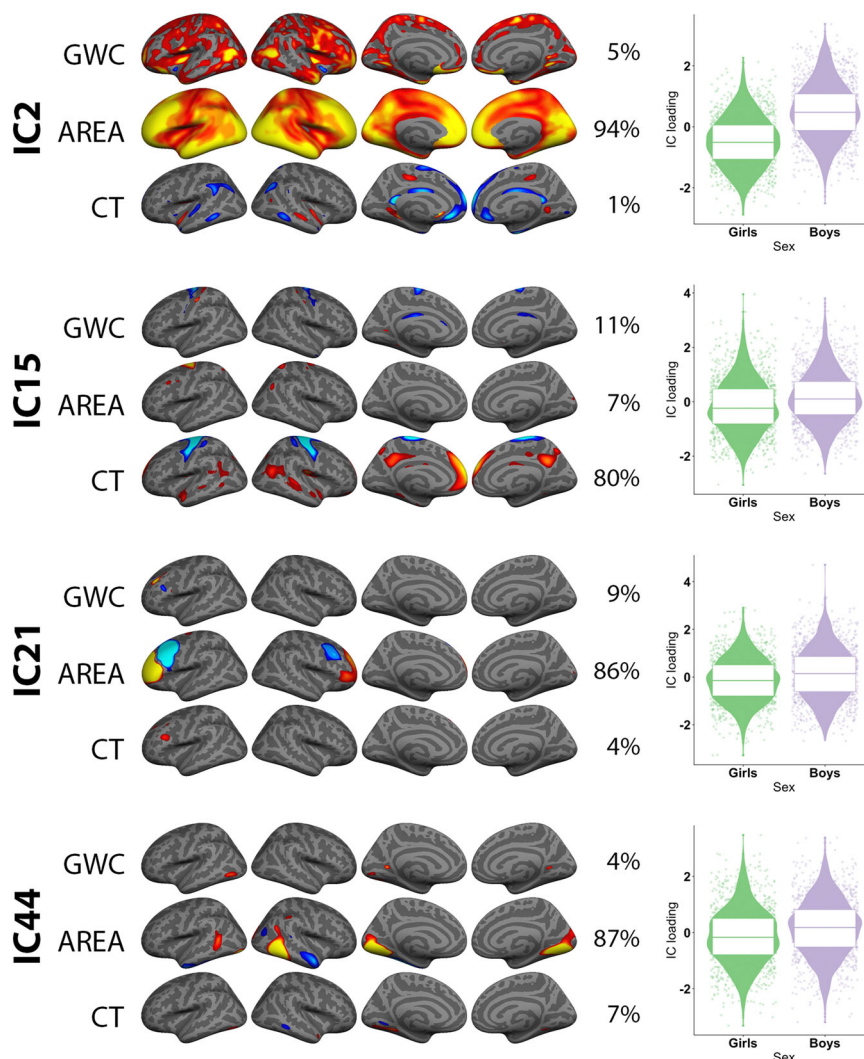 IC2
GWC 5%
AREA 94%
CT 1%
IC loading
2
0
-2
Girls Boys
Sex
IC15
GWC 11%
AREA 7%
CT 80%
IC loading
4
2
0
-2
Girls Boys
Sex
IC21
GWC 9%
AREA 86%
CT 4%
IC loading
4
2
0
-2
Girls Boys
Sex
IC44
GWC 4%
AREA 87%
CT 7%
IC loading
2
0
-2
Girls Boys
Sex